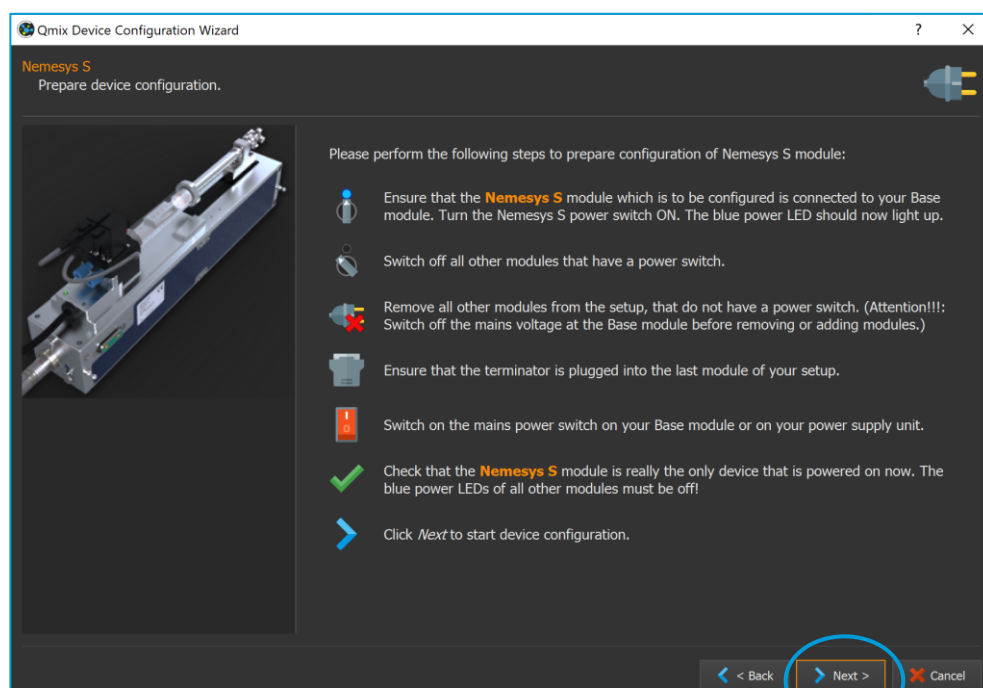 Qmix Device Configuration Wizard
Nemesys S
Prepare device configuration.
Please perform the following steps to prepare configuration of Nemesys S module:
Ensure that the Nemesys S module which is to be configured is connected to your Base
module. Turn the Nemesys S power switch ON. The blue power LED should now light up.
Switch off all other modules that have a power switch.
Remove all other modules from the setup, that do not have a power switch. (Attention!!!:
Switch off the mains voltage at the Base module before removing or adding modules.)
Ensure that the terminator is plugged into the last module of your setup.
Switch on the mains power switch on your Base module or on your power supply unit.
Check that the Nemesys S module is really the only device that is powered on now. The
blue power LEDs of all other modules must be off!
Click Next to start device configuration.
< Back Next > Cancel